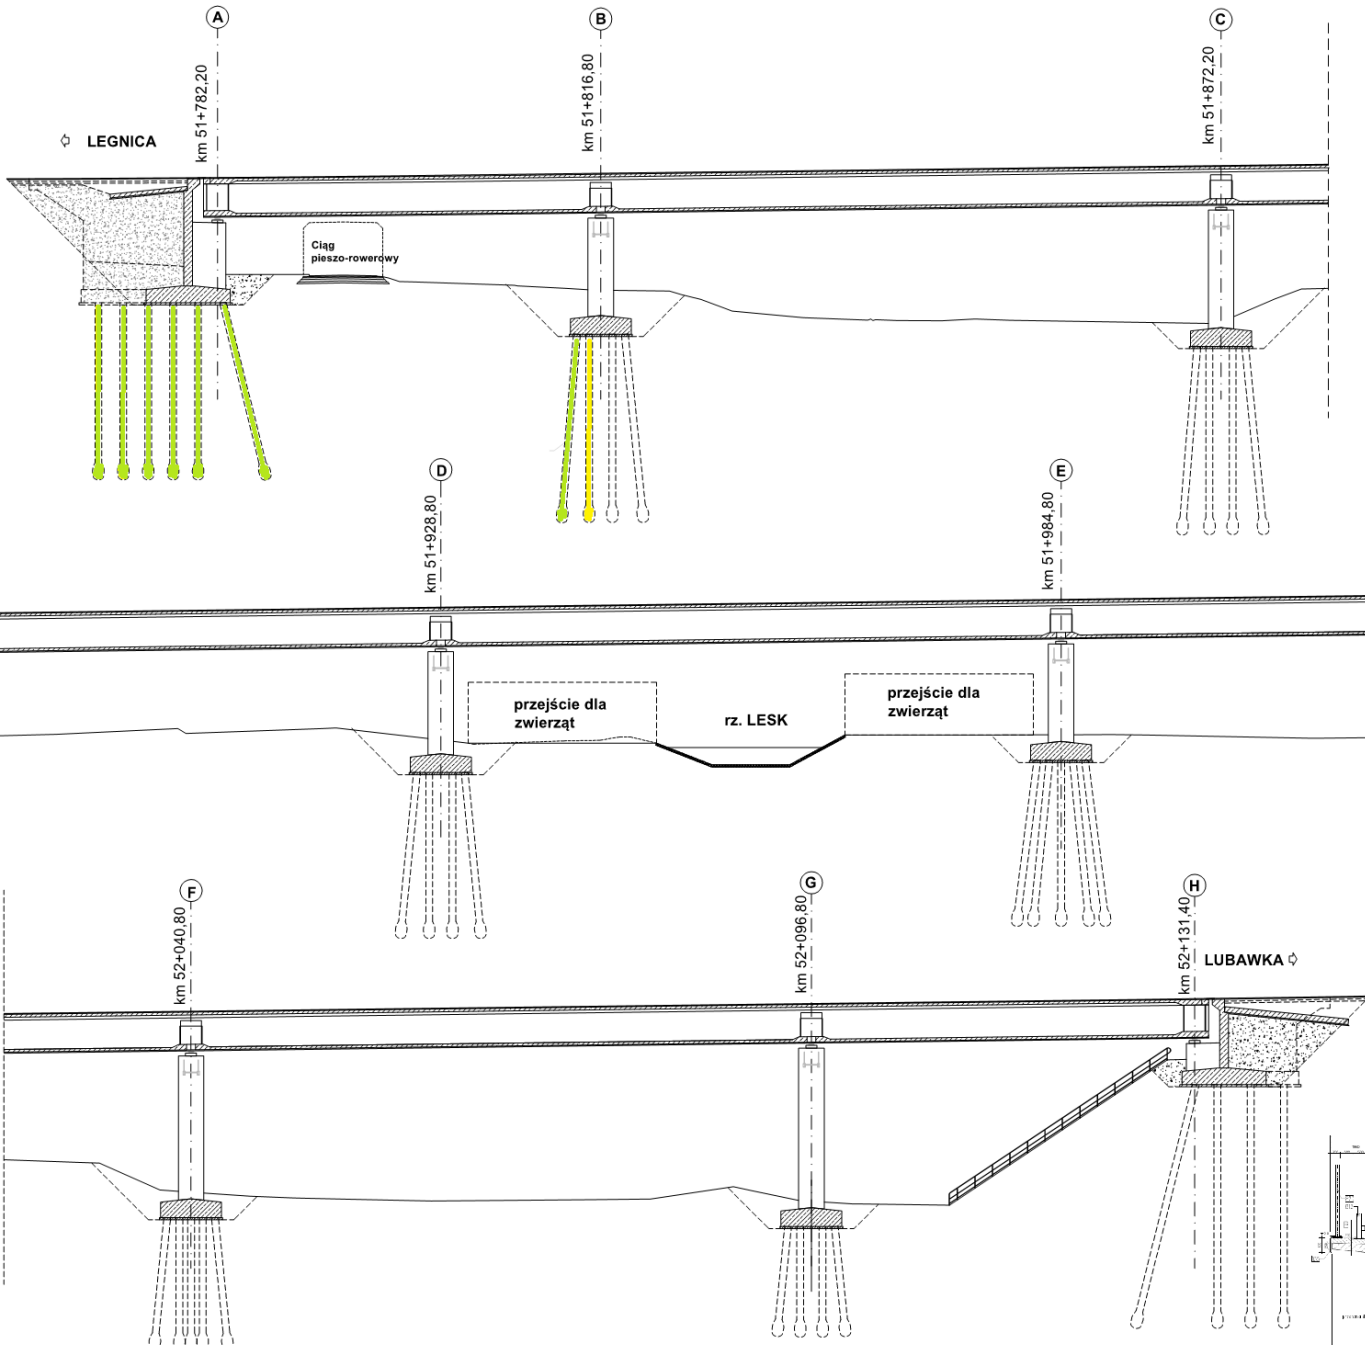 A
B
C
km 51+782,20
km 51+816,80
km 51+872,20
LEGNICA
Ciąg
pieszo-rowerowy
D
E
km 51+928,80
km 51+984,80
przejście dla
zwierząt
rz. LESK
przejście dla
zwierząt
F
G
H
km 52+040,80
km 52+096,80
km 52+131,40
LUBAWKA